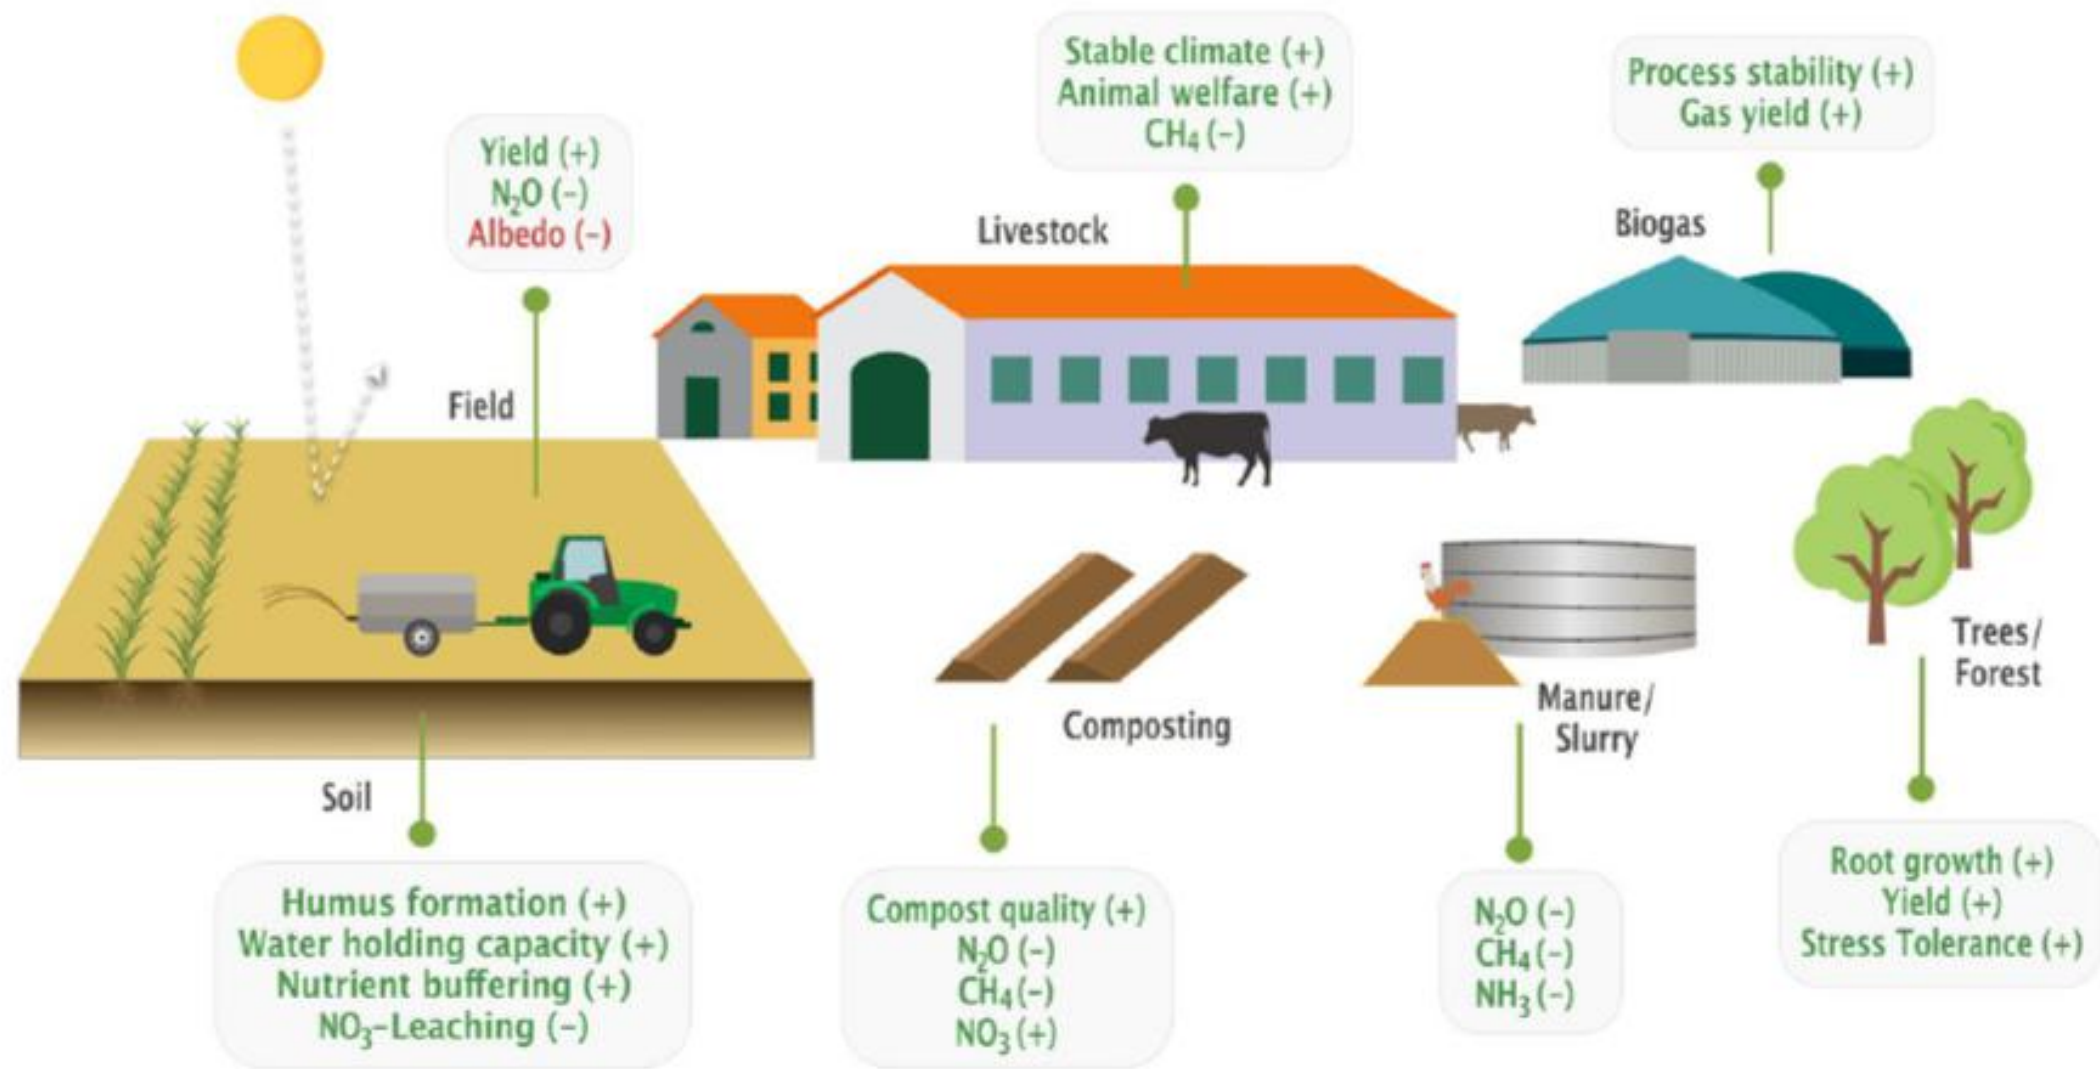 Stable climate (+)
Animal welfare (+)
CH₄ (–)
Process stability (+)
Gas yield (+)
Yield (+)
N₂O (–)
Albedo (–)
Livestock
Biogas
Field
Trees/
Forest
Composting
Manure/
Slurry
Soil
Humus formation (+)
Water holding capacity (+)
Nutrient buffering (+)
NO₃–Leaching (–)
Compost quality (+)
N₂O (–)
CH₄ (–)
NO₃ (+)
N₂O (–)
CH₄ (–)
NH₃ (–)
Root growth (+)
Yield (+)
Stress Tolerance (+)